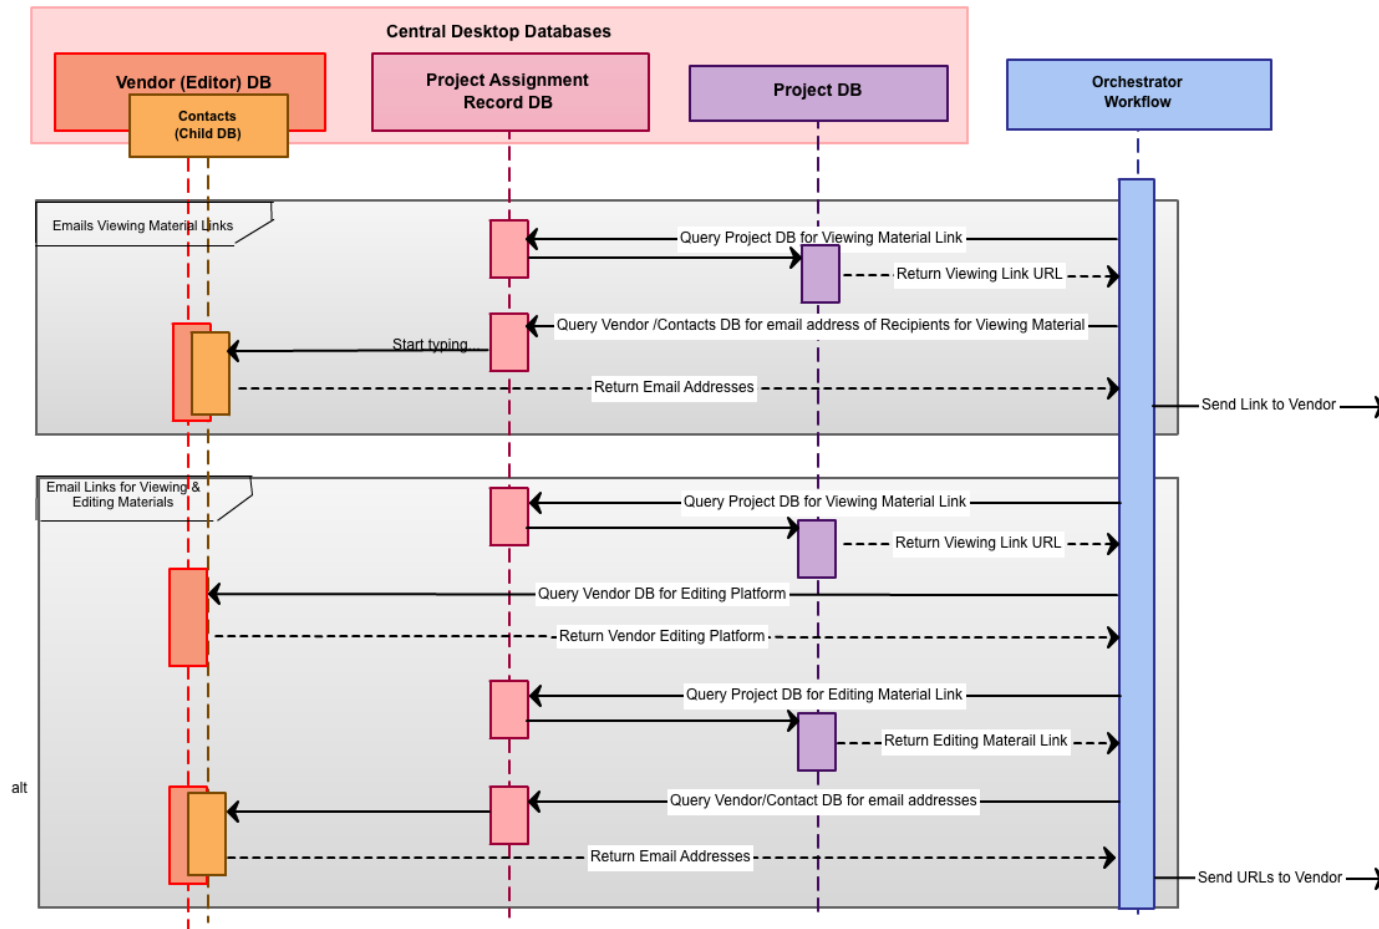 Central Desktop Databases
Vendor (Editor) DB
Contacts
(Child DB)
Project Assignment
Record DB
Project DB
Orchestrator
Workflow
Emails Viewing Material Links
Query Project DB for Viewing Material Link
Return Viewing Link URL
Query Vendor /Contacts DB for email address of Recipients for Viewing Material
Start typing...
Return Email Addresses
Send Link to Vendor
Email Links for Viewing &
Editing Materials
Query Project DB for Viewing Material Link
Return Viewing Link URL
Query Vendor DB for Editing Platform
Return Vendor Editing Platform
Query Project DB for Editing Material Link
Return Editing Materail Link
alt
Query Vendor/Contact DB for email addresses
Return Email Addresses
Send URLs to Vendor